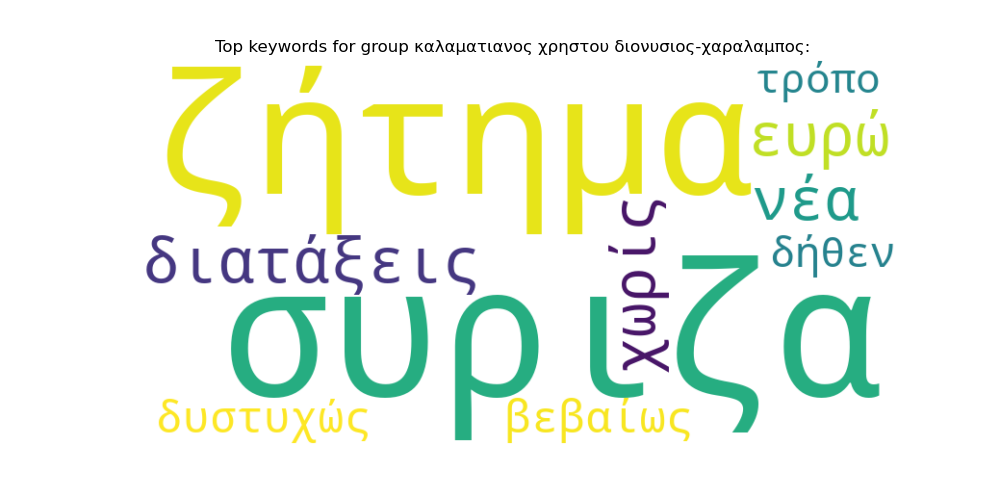 Top keywords for group καλαματιανος χρηστου διονυσιος-χαραλαμπος:
ζήτημα
τρόπο
ευρώ
νέα
διατάξεις
χωρίς
δήθεν
συριζα
δυστυχώς
βεβαίως